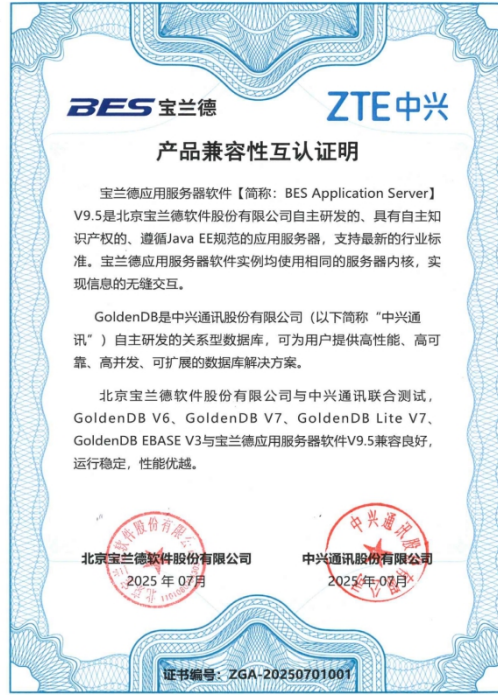 BES 宝兰德
ZTE中兴
产品兼容性互认证明
宝兰德应用服务器软件【简称：BES Application Server】
V9.5是北京宝兰德软件股份有限公司自主研发的、具有自主知
识产权的、遵循Java EE规范的应用服务器，支持最新的行业标
准。宝兰德应用服务器软件实例均使用相同的服务器内核，实
现信息的无缝交互。
GoldenDB是中兴通讯股份有限公司（以下简称“中兴通
讯”）自主研发的关系型数据库，可为用户提供高性能、高可
靠、高并发、可扩展的数据库解决方案。
北京宝兰德软件股份有限公司与中兴通讯联合测试，
GoldenDB V6、GoldenDB V7、GoldenDB Lite V7、
GoldenDB EBASE V3与宝兰德应用服务器软件V9.5兼容良好，
运行稳定，性能优越。
北京宝兰德软件股份有限公司
2025 年 07月
中兴通讯股份有限公司
2025 年 07月
证书编号：ZGA-20250701001